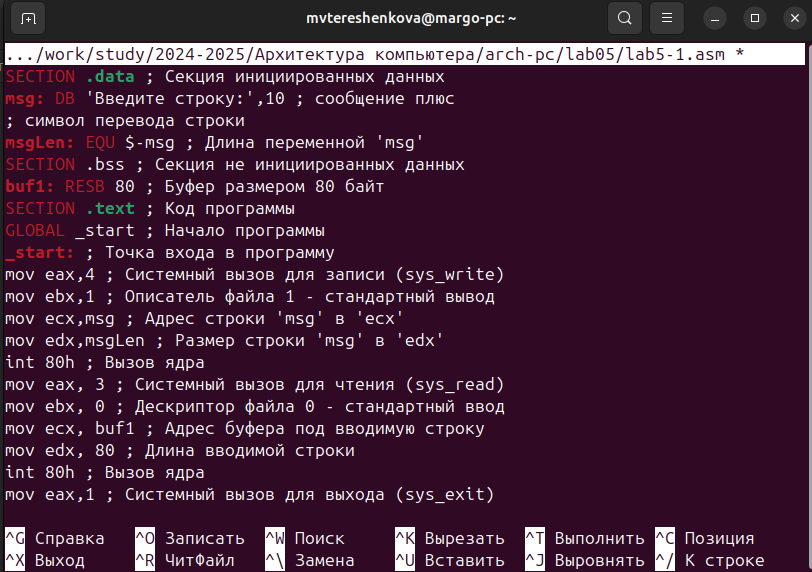 mvtereshenkova@margo-pc: ~
.../work/study/2024-2025/Архитектура компьютера/arch-pc/lab05/lab5-1.asm *
SECTION .data ; Секция инициированных данных
msg: DB 'Введите строку:',10 ; сообщение плюс
; символ перевода строки
msgLen: EQU $-msg ; Длина переменной 'msg'
SECTION .bss ; Секция не инициированных данных
buf1: RESB 80 ; Буфер размером 80 байт
SECTION .text ; Код программы
GLOBAL _start ; Начало программы
_start: ; Точка входа в программу
mov eax,4 ; Системный вызов для записи (sys_write)
mov ebx,1 ; Описатель файла 1 - стандартный вывод
mov ecx,msg ; Адрес строки 'msg' в 'ecx'
mov edx,msgLen ; Размер строки 'msg' в 'edx'
int 80h ; Вызов ядра
mov eax, 3 ; Системный вызов для чтения (sys_read)
mov ebx, 0 ; Дескриптор файла 0 - стандартный ввод
mov ecx, buf1 ; Адрес буфера под вводимую строку
mov edx, 80 ; Длина вводимой строки
int 80h ; Вызов ядра
mov eax,1 ; Системный вызов для выхода (sys_exit)
^G Справка ^O Записать ^W Поиск ^K Вырезать ^T Выполнить ^C Позиция
^X Выход ^R ЧитФайл ^\ Замена ^U Вставить ^J Выровнять ^/ К строке